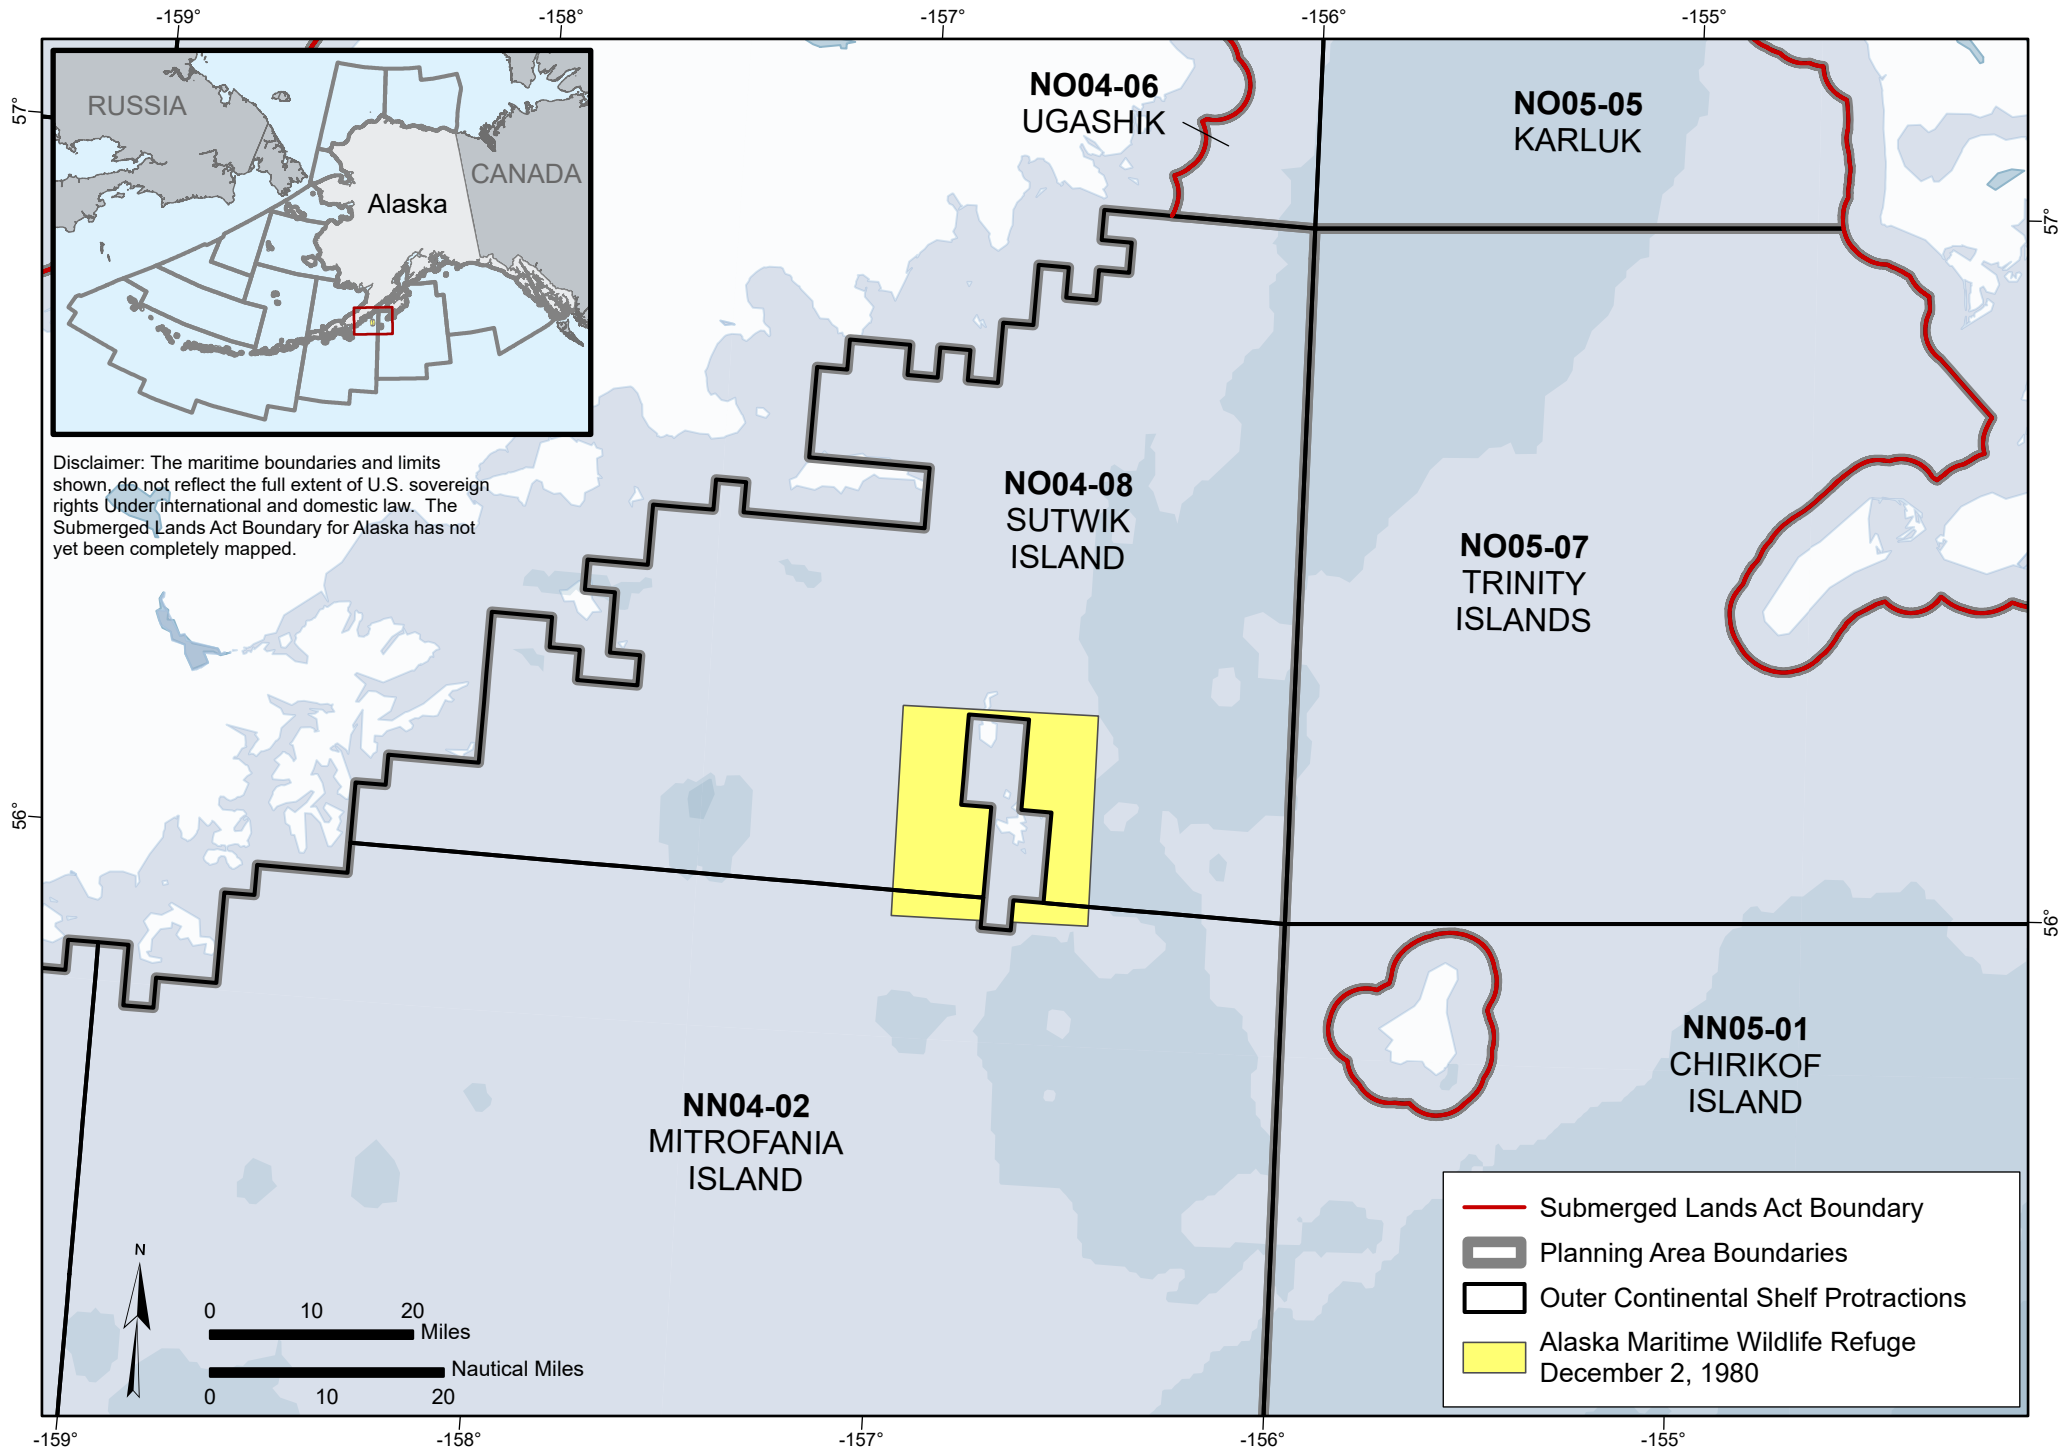 -159°
-158°
-157°
-156°
-155°
57°
57°
56°
56°
RUSSIA
CANADA
Alaska
Disclaimer: The maritime boundaries and limits
shown, do not reflect the full extent of U.S. sovereign
rights Under international and domestic law. The
Submerged Lands Act Boundary for Alaska has not
yet been completely mapped.
NO04-06
UGASHIK
NO05-05
KARLUK
NO04-08
SUTWIK
ISLAND
NO05-07
TRINITY
ISLANDS
NN04-02
MITROFANIA
ISLAND
NN05-01
CHIRIKOF
ISLAND
N
0 10 20
Miles
Nautical Miles
0 10 20
Submerged Lands Act Boundary
Planning Area Boundaries
Outer Continental Shelf Protractions
Alaska Maritime Wildlife Refuge
December 2, 1980
-159°
-158°
-157°
-156°
-155°